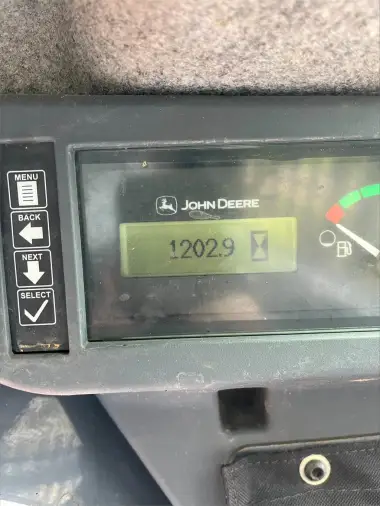 MENU
BACK
NEXT
SELECT
JOHN DEERE
1202.9